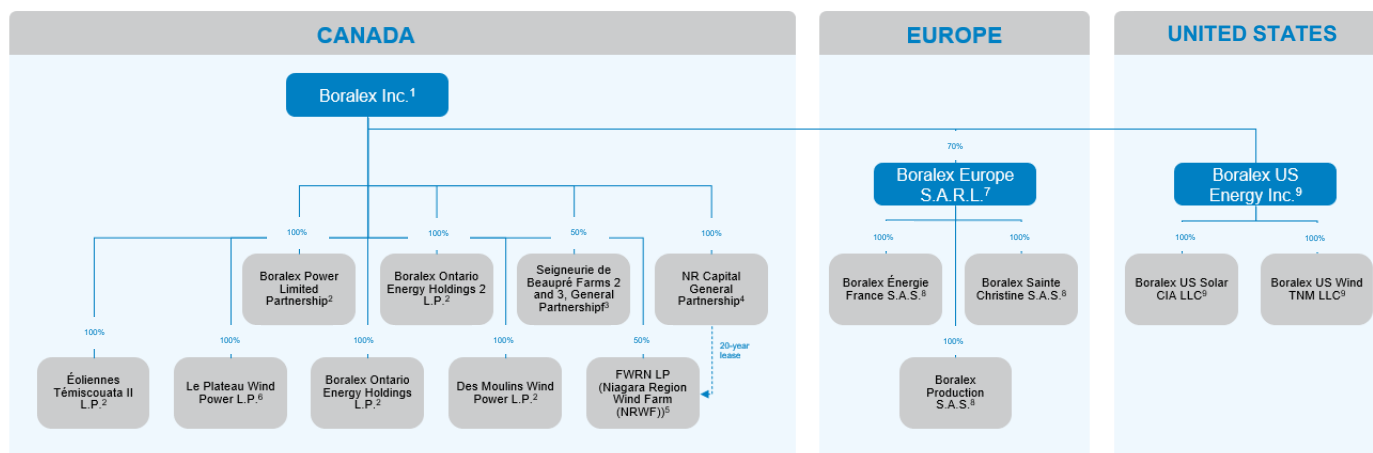 CANADA
EUROPE
UNITED STATES
Boralex Inc.1
70%
Boralex Europe
S.A.R.L.7
Boralex US
Energy Inc.9
100%
100%
50%
100%
100%
100%
100%
100%
Boralex Power
Limited
Partnership2
Boralex Ontario
Energy Holdings 2
L.P.2
Seigneurie de
Beaupré Farms 2
and 3, General
Partnershipf3
NR Capital
General
Partnership4
Boralex Énergie
France S.A.S.8
Boralex Sainte
Christine S.A.S.8
Boralex US Solar
CIA LLC9
Boralex US Wind
TNM LLC9
100%
100%
100%
100%
50%
20-year
lease
100%
Éoliennes
Témiscouata II
L.P.2
Le Plateau Wind
Power L.P.6
Boralex Ontario
Energy Holdings
L.P.2
Des Moulins Wind
Power L.P.2
FWRN LP
(Niagara Region
Wind Farm
(NRWF))5
Boralex
Production
S.A.S.8